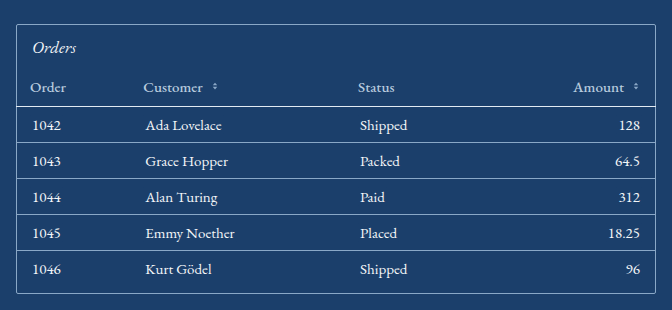 Orders
Order Customer Status Amount
1042 Ada Lovelace Shipped 128
1043 Grace Hopper Packed 64.5
1044 Alan Turing Paid 312
1045 Emmy Noether Placed 18.25
1046 Kurt Gödel Shipped 96